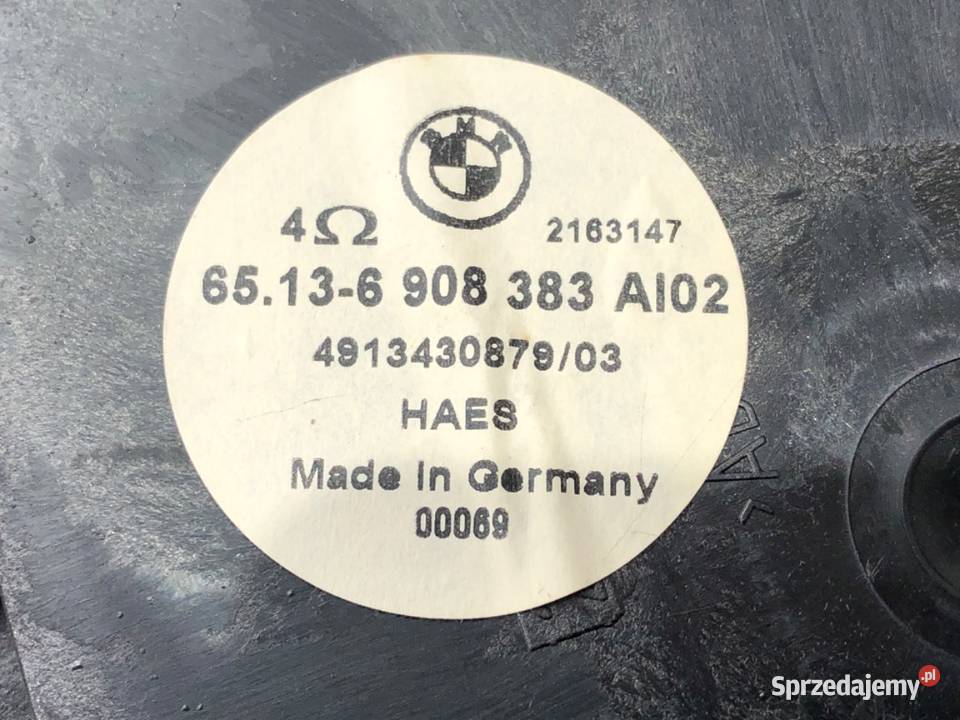 BMW
4Ω 2163147
65.13-6 908 383 AI02
4913430879/03
HAES
Made In Germany
00069
Sprzedajemy.pl